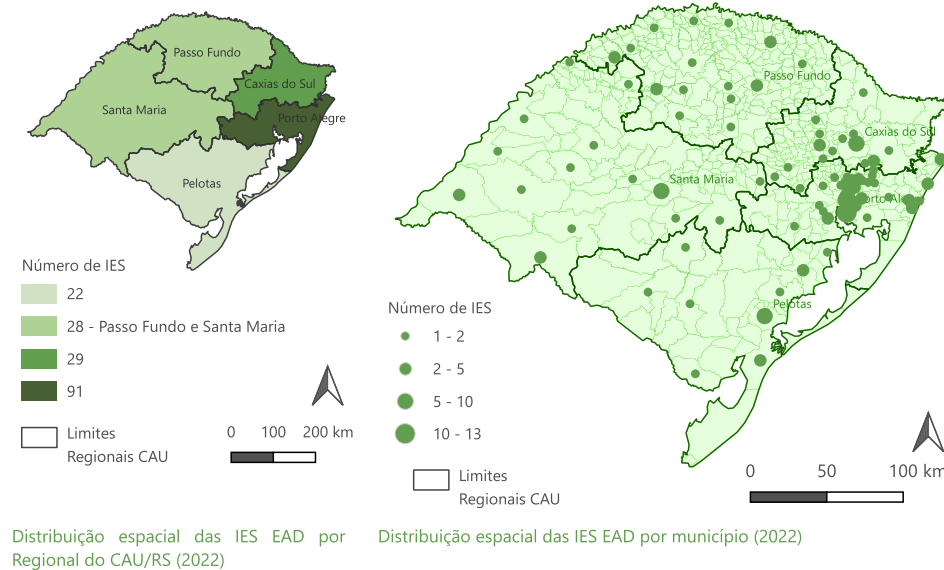 Passo Fundo
Caxias do Sul
Santa Maria
Porto Alegre
Pelotas
Número de IES
22
28 - Passo Fundo e Santa Maria
29
91
Limites
Regionais CAU
0 100 200 km
Distribuição espacial das IES EAD por
Regional do CAU/RS (2022)
Passo Fundo
Caxias do Sul
Santa Maria
Pelotas
Número de IES
1 - 2
2 - 5
5 - 10
10 - 13
Limites
Regionais CAU
0 50 100 km
Distribuição espacial das IES EAD por município (2022)